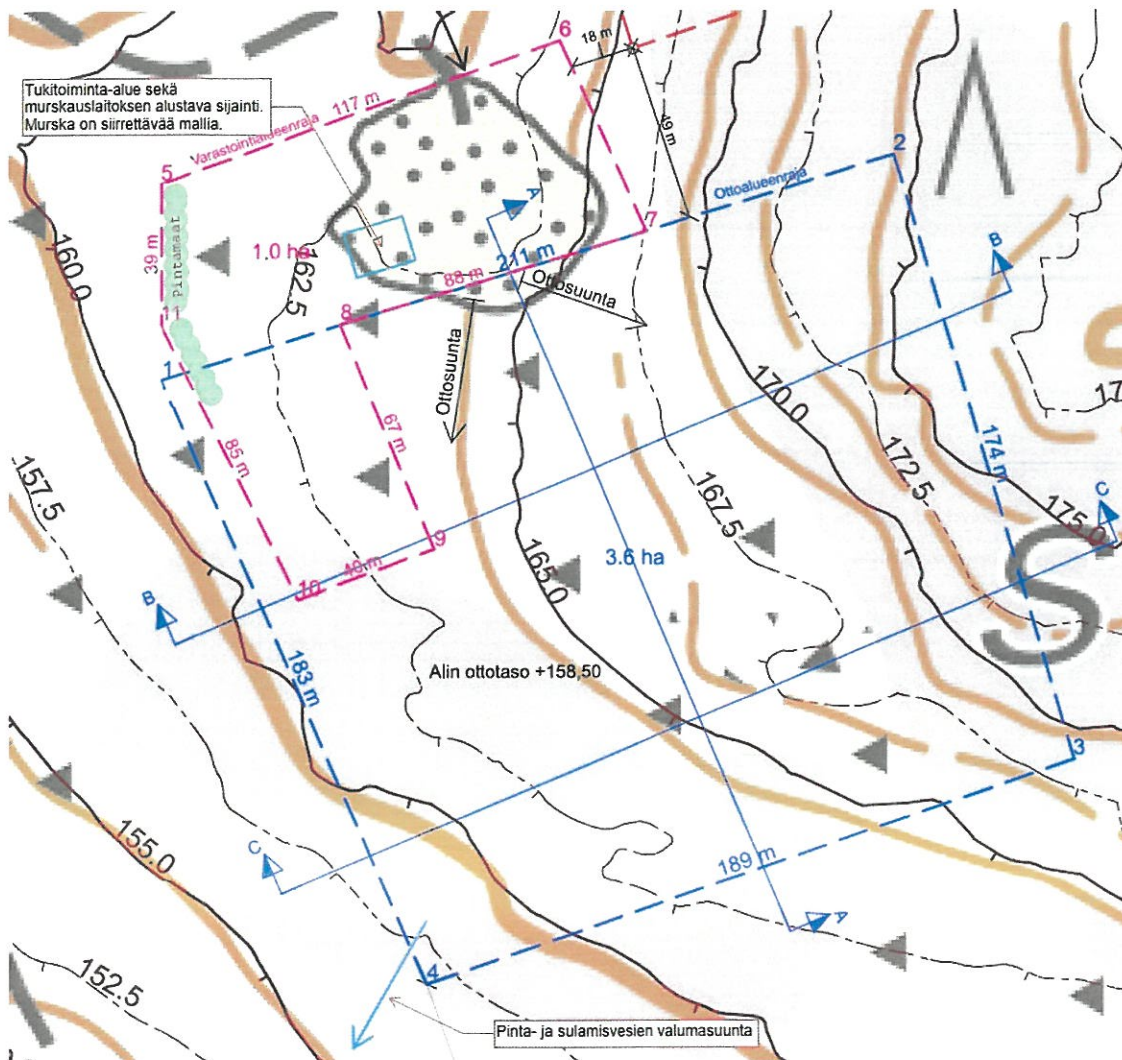 6
18 m
Tukitoiminta-alue sekä
murskauslaitoksen alustava sijainti.
Murska on siirrettävää mallia.
117 m
Varastointialueenraja
49 m
2
5
Ottoalueenraja
A
7
39 m
Pintamaat
1.0 ha
211 m
88 m
B
160.0
162.5
Ottosuunta
11
8
1
Ottosuunta
170.0
67 m
85 m
174 m
172.5
157.5
167.5
C
175.0
9
40 m
10
3.6 ha
165.0
B
S
183 m
Alin ottotaso +158,50
3
155.0
C
189 m
A
152.5
4
Pinta- ja sulamisvesien valumasuunta